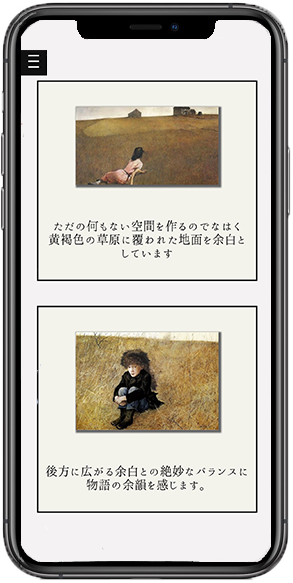 ただの何もない空間を作るのでなはく
黄褐色の草原に覆われた地面を余白と
しています
後方に広がる余白との絶妙なバランスに
物語の余韻を感じます。